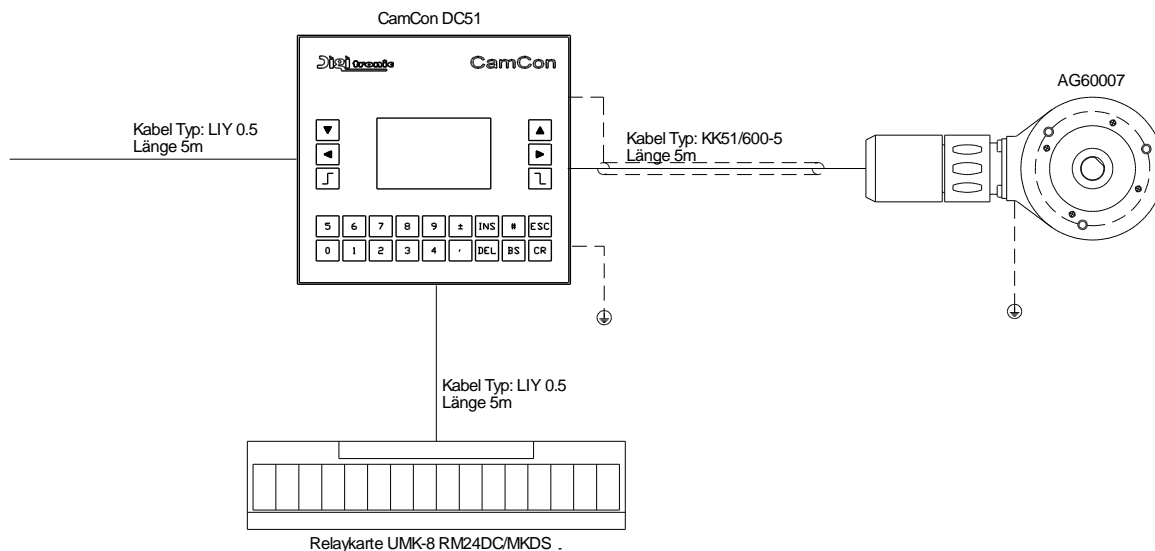 CamCon DC51
Digitronic CamCon
AG60007
Kabel Typ: LIY 0.5
Länge 5m
Kabel Typ: KK51/600-5
Länge 5m
5 6 7 8 9 ± INS # ESC
0 1 2 3 4 , DEL BS CR
Kabel Typ: LIY 0.5
Länge 5m
Relaykarte UMK-8 RM24DC/MKDS .